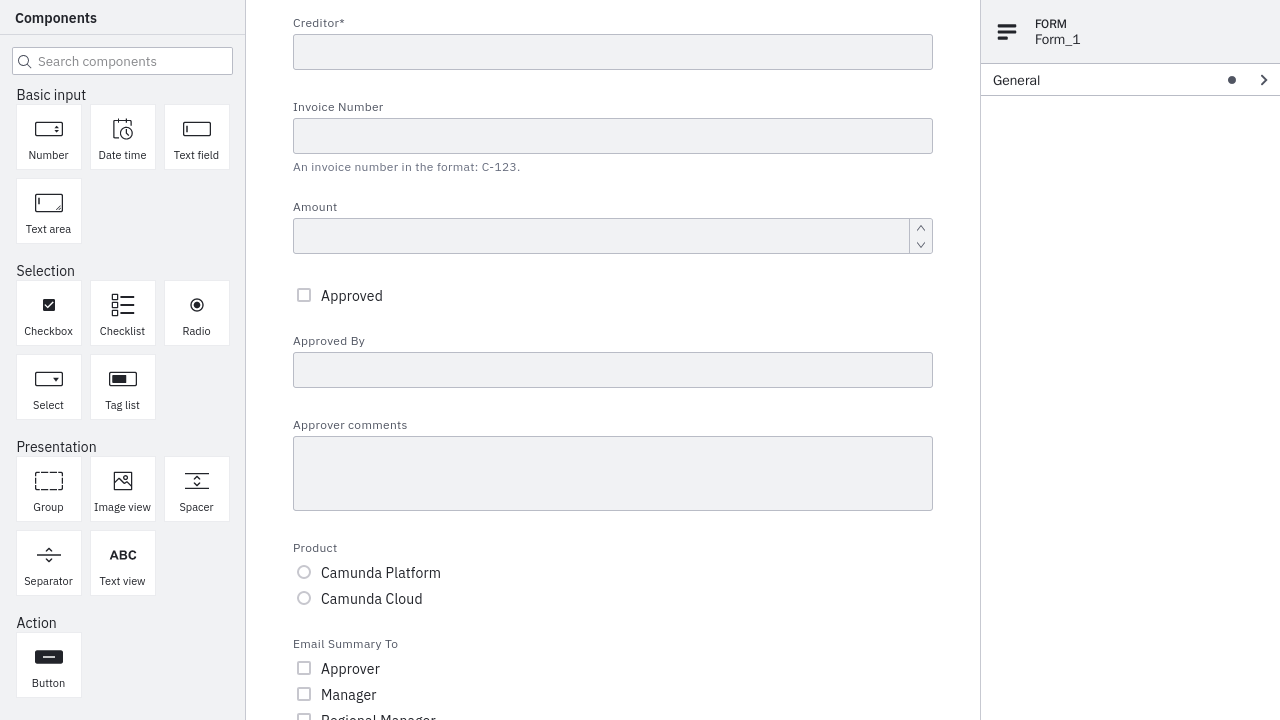 Components
Search components
Basic input
Number
Date time
Text field
Text area
Selection
Checkbox
Checklist
Radio
Select
Tag list
Presentation
Group
Image view
Spacer
Separator
ABC
Text view
Action
Button
Creditor*
Invoice Number
An invoice number in the format: C-123.
Amount
Approved
Approved By
Approver comments
Product
Camunda Platform
Camunda Cloud
Email Summary To
Approver
Manager
Regional Manager
FORM
Form_1
General